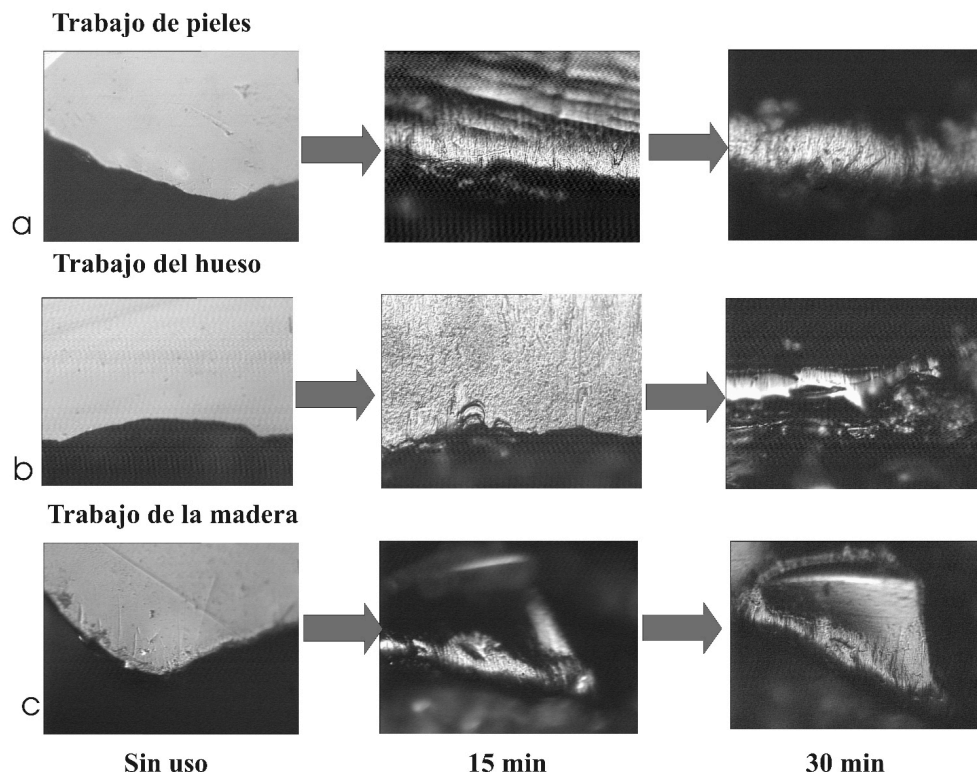 Trabajo de pieles
a
Trabajo del hueso
b
Trabajo de la madera
c
Sin uso 15 min 30 min